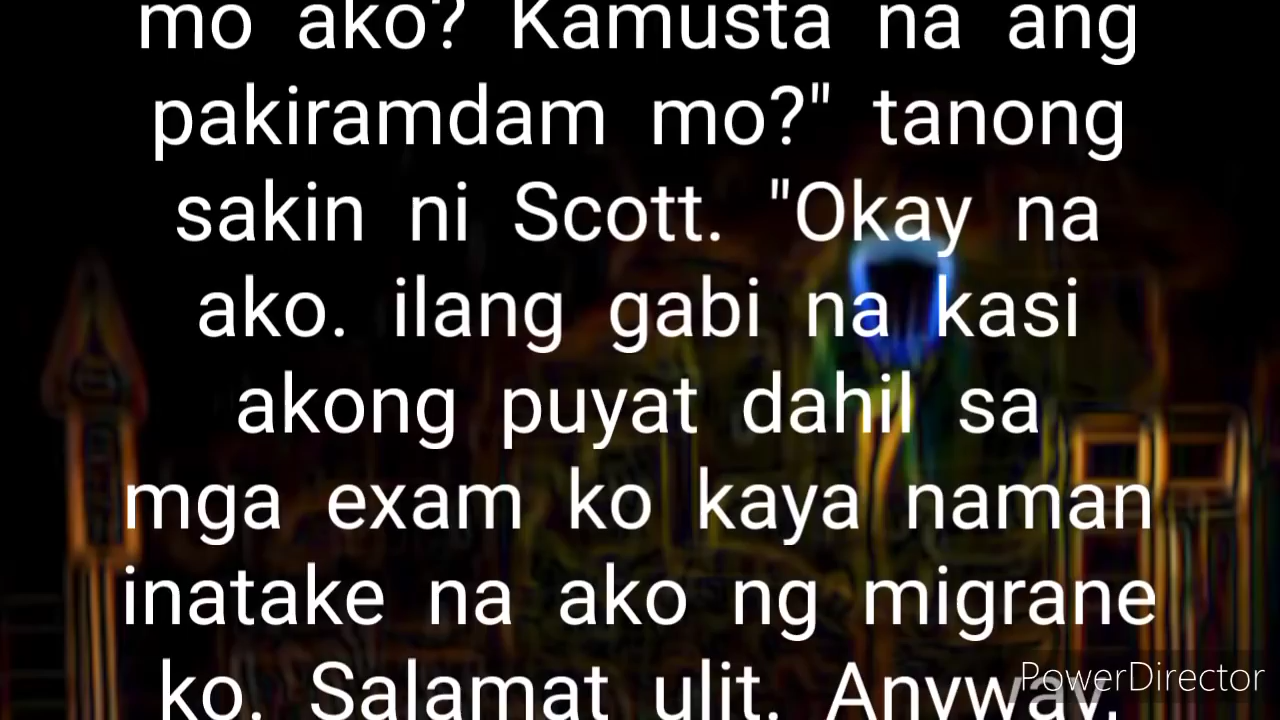 mo ako? Kamusta na ang
pakiramdam mo?" tanong
sakin ni Scott. "Okay na
ako. ilang gabi na kasi
akong puyat dahil sa
mga exam ko kaya naman
inatake na ako ng migrane
ko. Salamat ulit. Anyway,
PowerDirector